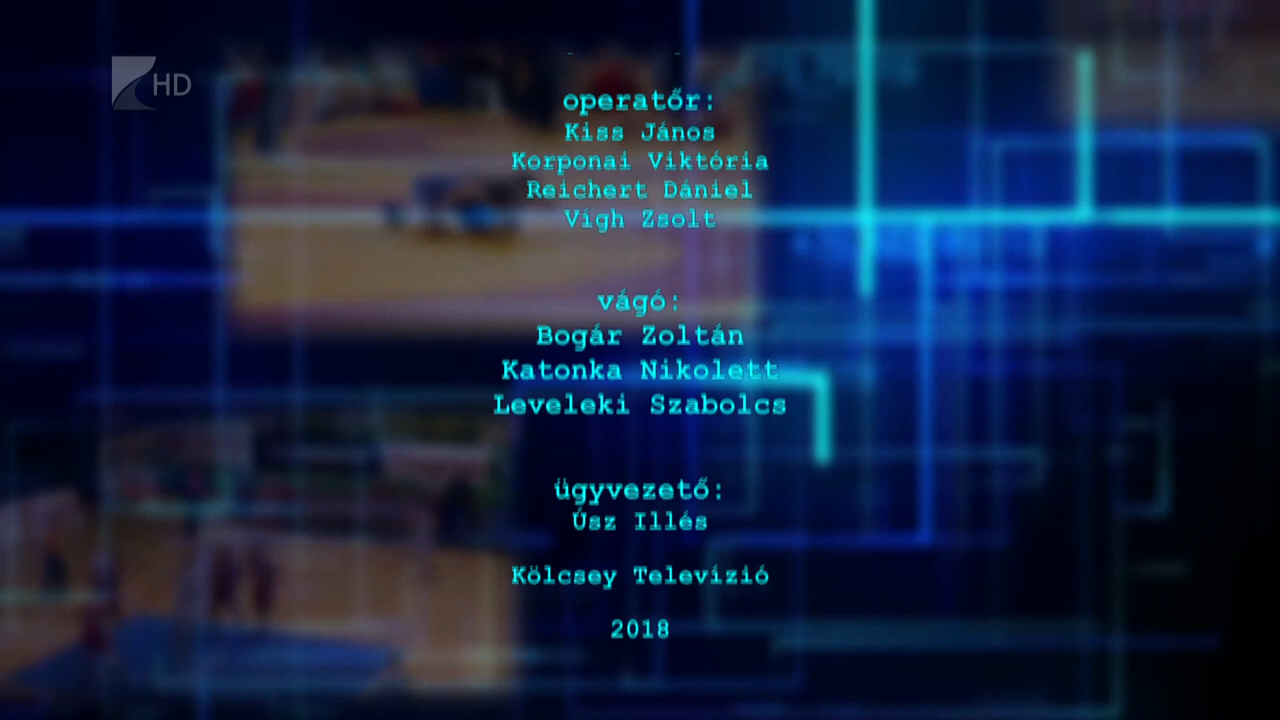 HD
operatőr:
Kiss János
Korponai Viktória
Reichert Dániel
Vígh Zsolt
vágó:
Bogár Zoltán
Katonka Nikolett
Leveleki Szabolcs
ügyvezető:
Úsz Illés
Kölcsey Televízió
2018